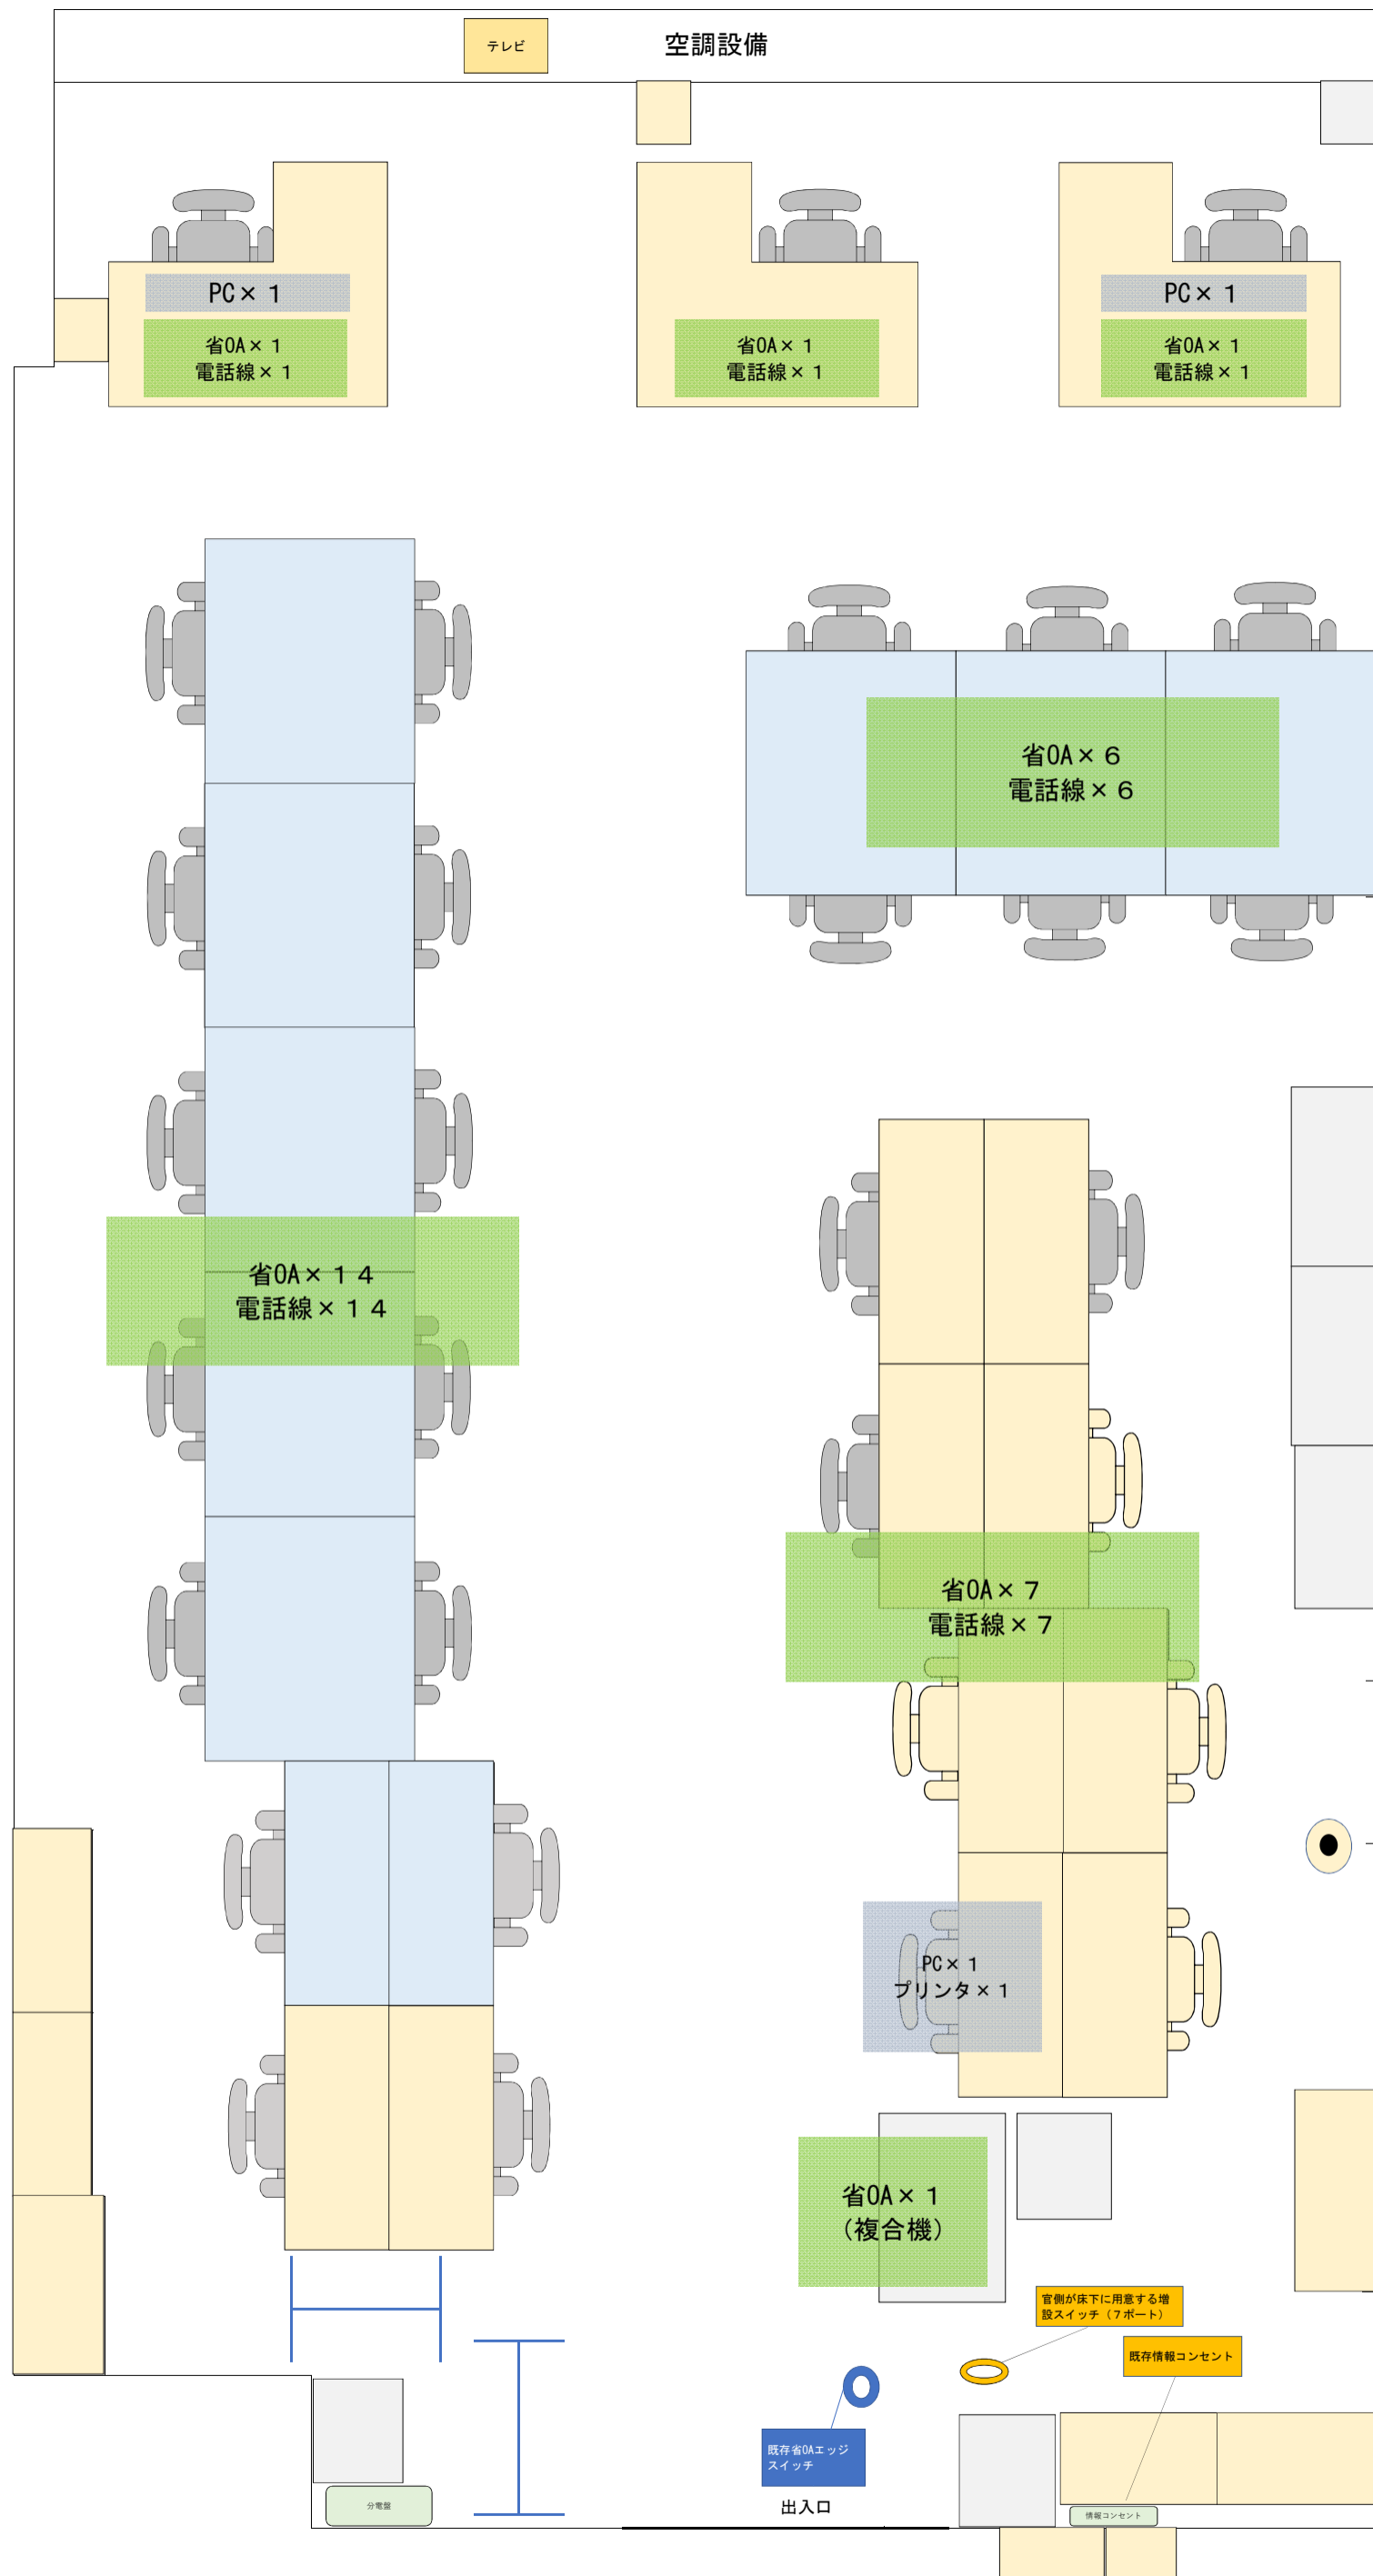 テレビ
空調設備
PC×１
省OA×１
電話線×１
省OA×１
電話線×１
PC×１
省OA×１
電話線×１
省OA×６
電話線×６
省OA×１４
電話線×１４
省OA×７
電話線×７
PC×１
プリンタ×１
省OA×１
（複合機）
官側が床下に用意する増
設スイッチ（７ポート）
既存情報コンセント
既存省OAエッジ
スイッチ
分電盤
出入口
情報コンセント